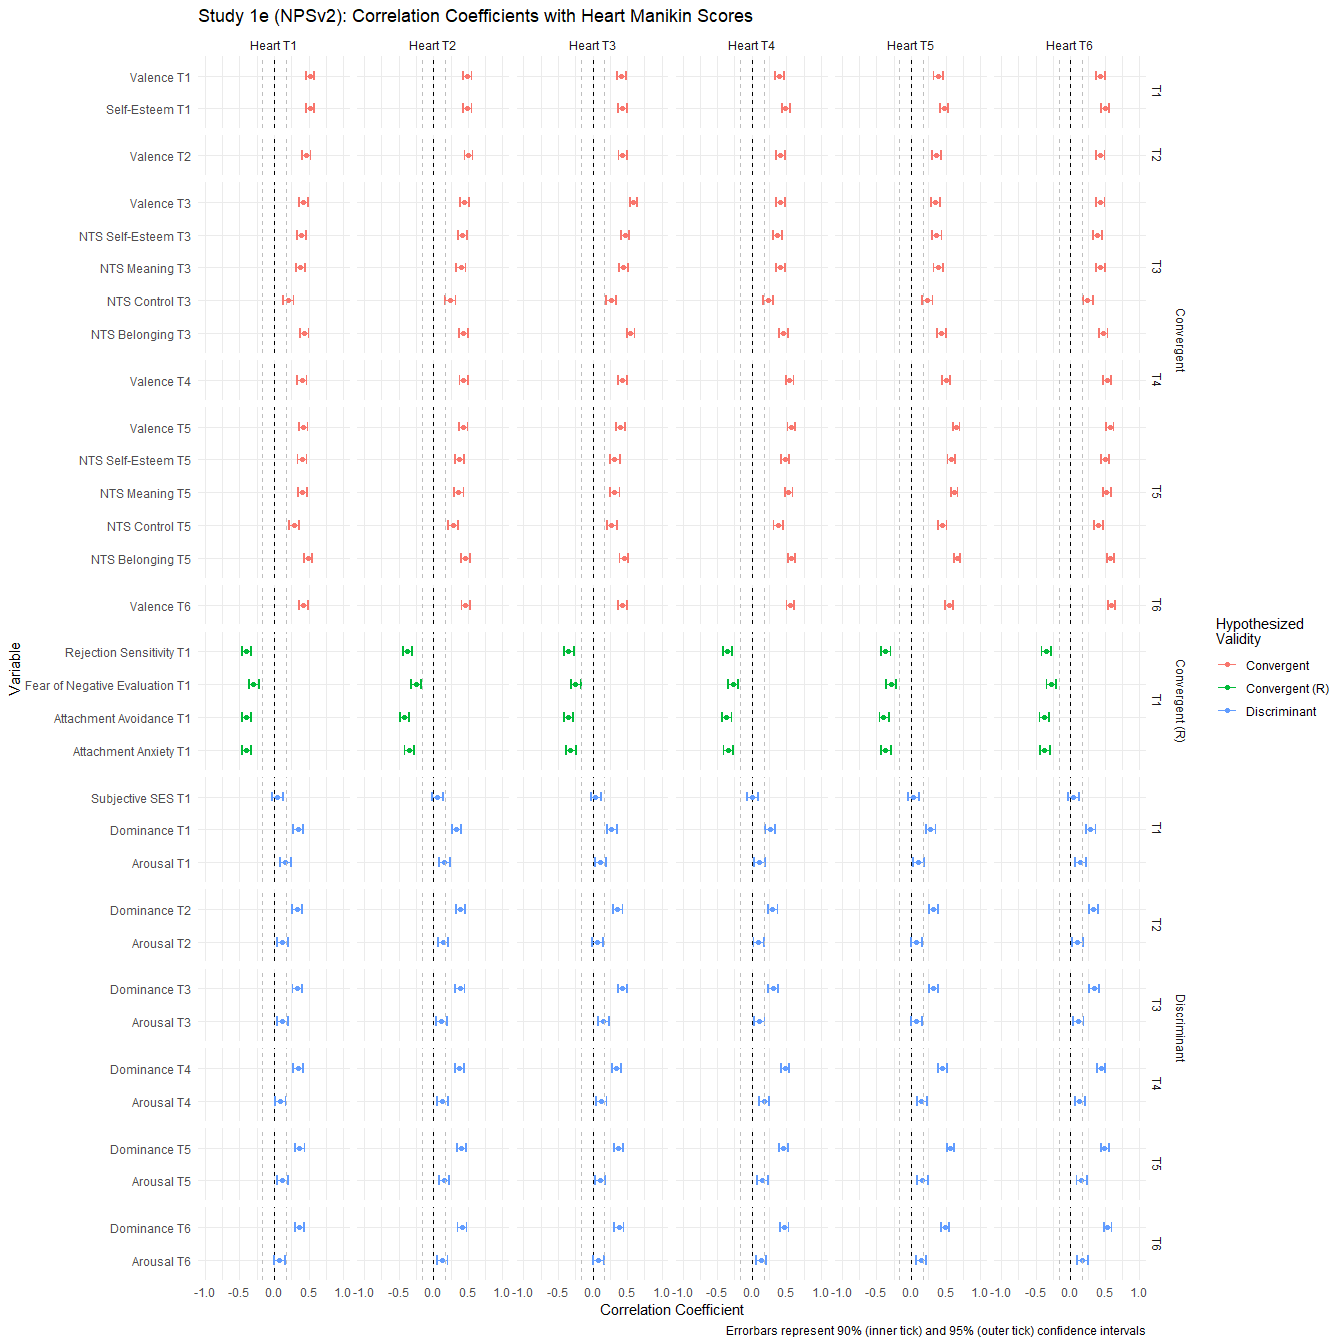 Study 1e (NPSv2): Correlation Coefficients with Heart Manikin Scores
Heart T1 Heart T2 Heart T3 Heart T4 Heart T5 Heart T6
Valence T1
Self-Esteem T1
T1
Valence T2
T2
Valence T3
NTS Self-Esteem T3
NTS Meaning T3
NTS Control T3
NTS Belonging T3
T3
Convergent
Valence T4
T4
Valence T5
NTS Self-Esteem T5
NTS Meaning T5
NTS Control T5
NTS Belonging T5
T5
Valence T6
T6
Variable
Rejection Sensitivity T1
Fear of Negative Evaluation T1
Attachment Avoidance T1
Attachment Anxiety T1
T1
Convergent (R)
Subjective SES T1
Dominance T1
Arousal T1
T1
Dominance T2
Arousal T2
T2
Dominance T3
Arousal T3
T3
Discriminant
Dominance T4
Arousal T4
T4
Dominance T5
Arousal T5
T5
Dominance T6
Arousal T6
T6
-1.0 -0.5 0.0 0.5 1.0 -1.0 -0.5 0.0 0.5 1.0 -1.0 -0.5 0.0 0.5 1.0 -1.0 -0.5 0.0 0.5 1.0 -1.0 -0.5 0.0 0.5 1.0 -1.0 -0.5 0.0 0.5 1.0
Correlation Coefficient
Errorbars represent 90% (inner tick) and 95% (outer tick) confidence intervals
Hypothesized
Validity
Convergent
Convergent (R)
Discriminant